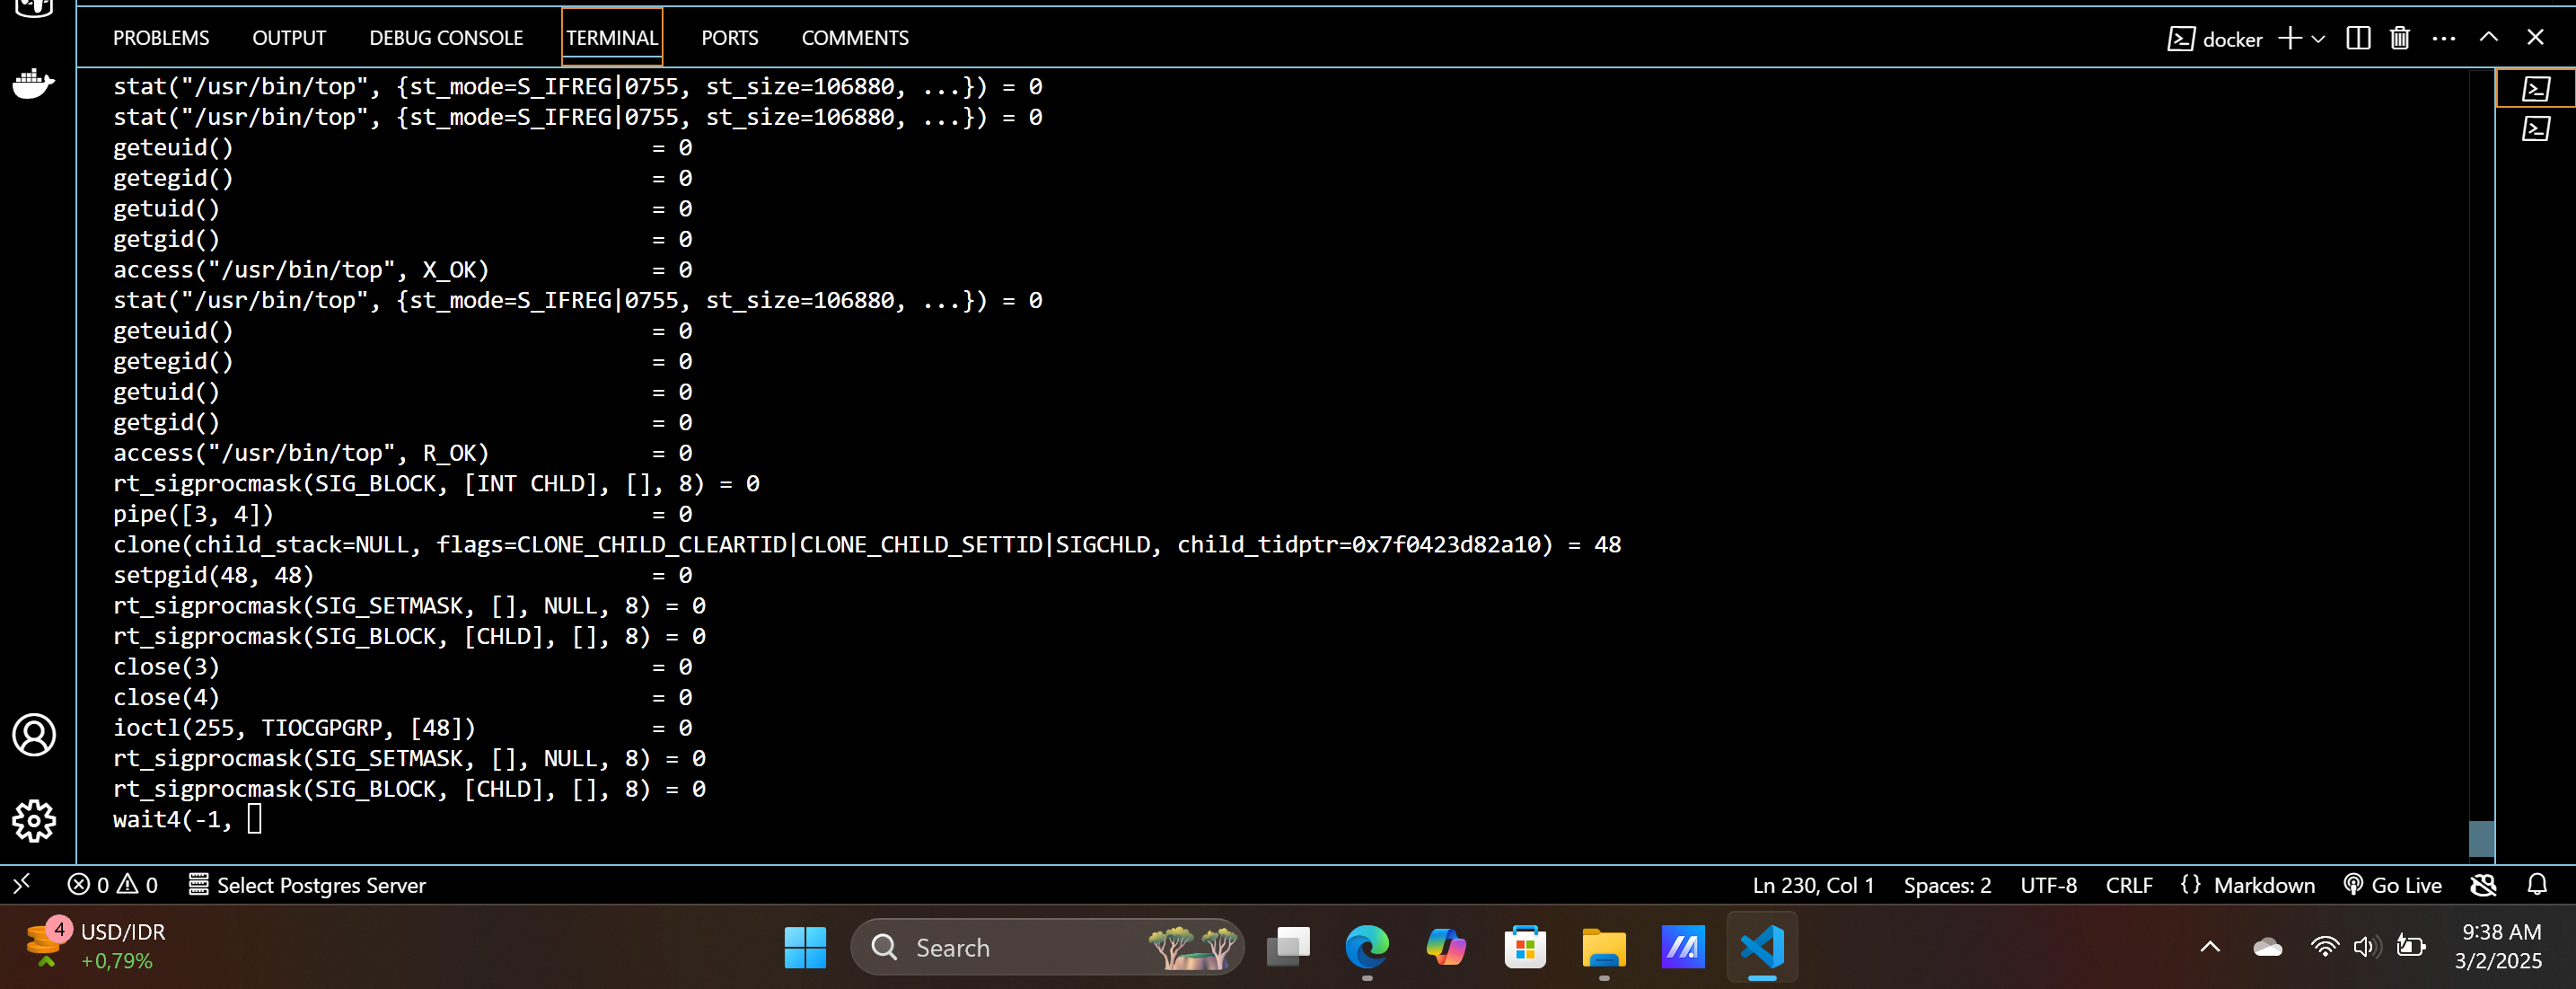 PROBLEMS OUTPUT DEBUG CONSOLE TERMINAL PORTS COMMENTS docker
stat("/usr/bin/top", {st_mode=S_IFREG|0755, st_size=106880, ...}) = 0
stat("/usr/bin/top", {st_mode=S_IFREG|0755, st_size=106880, ...}) = 0
geteuid() = 0
getegid() = 0
getuid() = 0
getgid() = 0
access("/usr/bin/top", X_OK) = 0
stat("/usr/bin/top", {st_mode=S_IFREG|0755, st_size=106880, ...}) = 0
geteuid() = 0
getegid() = 0
getuid() = 0
getgid() = 0
access("/usr/bin/top", R_OK) = 0
rt_sigprocmask(SIG_BLOCK, [INT CHLD], [], 8) = 0
pipe([3, 4]) = 0
clone(child_stack=NULL, flags=CLONE_CHILD_CLEARTID|CLONE_CHILD_SETTID|SIGCHLD, child_tidptr=0x7f0423d82a10) = 48
setpgid(48, 48) = 0
rt_sigprocmask(SIG_SETMASK, [], NULL, 8) = 0
rt_sigprocmask(SIG_BLOCK, [CHLD], [], 8) = 0
close(3) = 0
close(4) = 0
ioctl(255, TIOCGPGRP, [48]) = 0
rt_sigprocmask(SIG_SETMASK, [], NULL, 8) = 0
rt_sigprocmask(SIG_BLOCK, [CHLD], [], 8) = 0
wait4(-1,
0 0 Select Postgres Server Ln 230, Col 1 Spaces: 2 UTF-8 CRLF {} Markdown Go Live
4 USD/IDR
+0,79%
Search
9:38 AM
3/2/2025